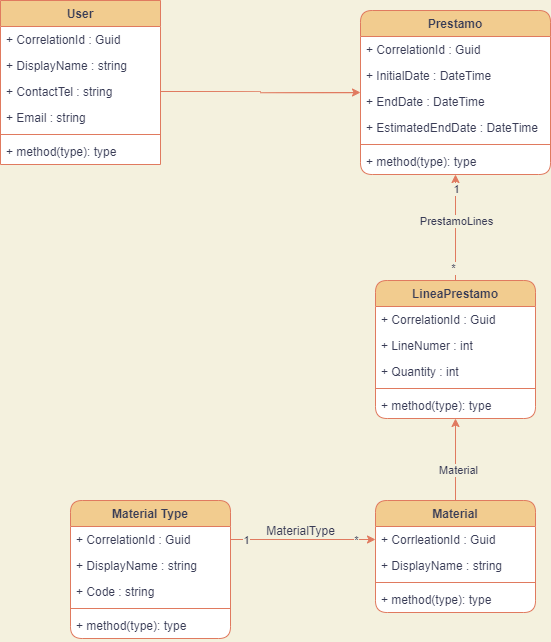 User
+ CorrelationId : Guid
+ DisplayName : string
+ ContactTel : string
+ Email : string
+ method(type): type
Prestamo
+ CorrelationId : Guid
+ InitialDate : DateTime
+ EndDate : DateTime
+ EstimatedEndDate : DateTime
+ method(type): type
1
PrestamoLines
*
LineaPrestamo
+ CorrelationId : Guid
+ LineNumer : int
+ Quantity : int
+ method(type): type
Material
Material Type
+ CorrelationId : Guid
+ DisplayName : string
+ Code : string
+ method(type): type
1
MaterialType
*
Material
+ CorrleationId : Guid
+ DisplayName : string
+ method(type): type